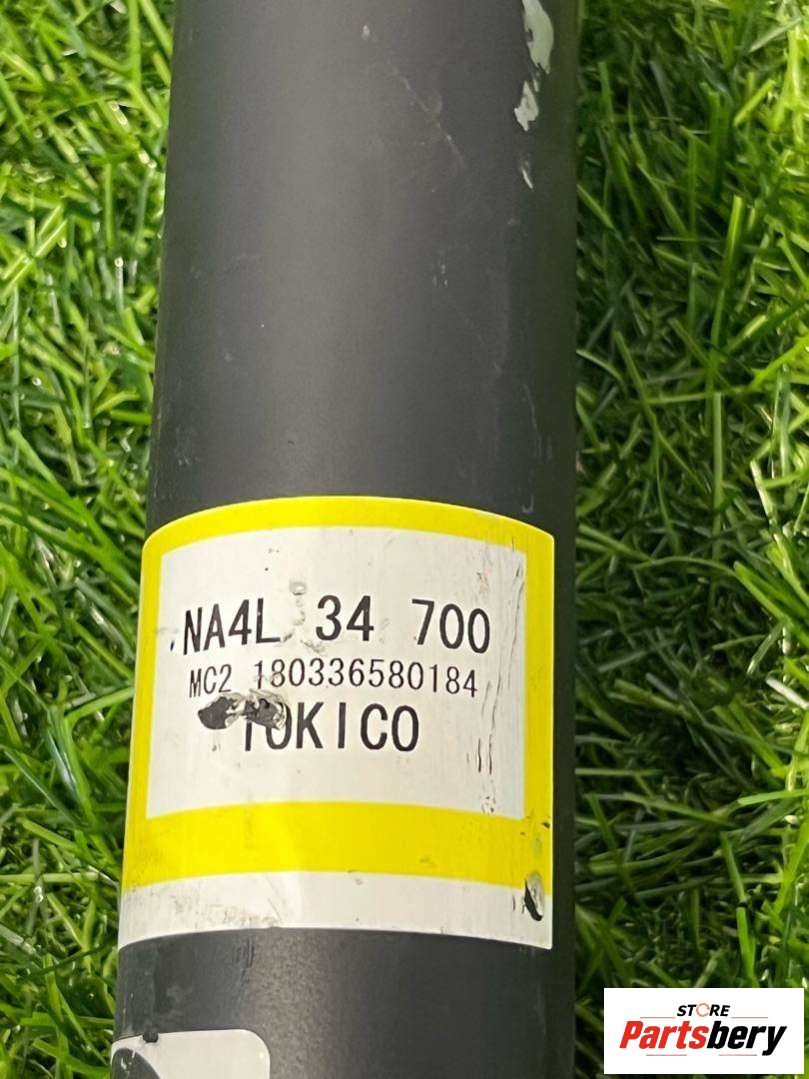 NA4L 34 700
MC2 180336580184
TOKICO
STORE
Partsbery